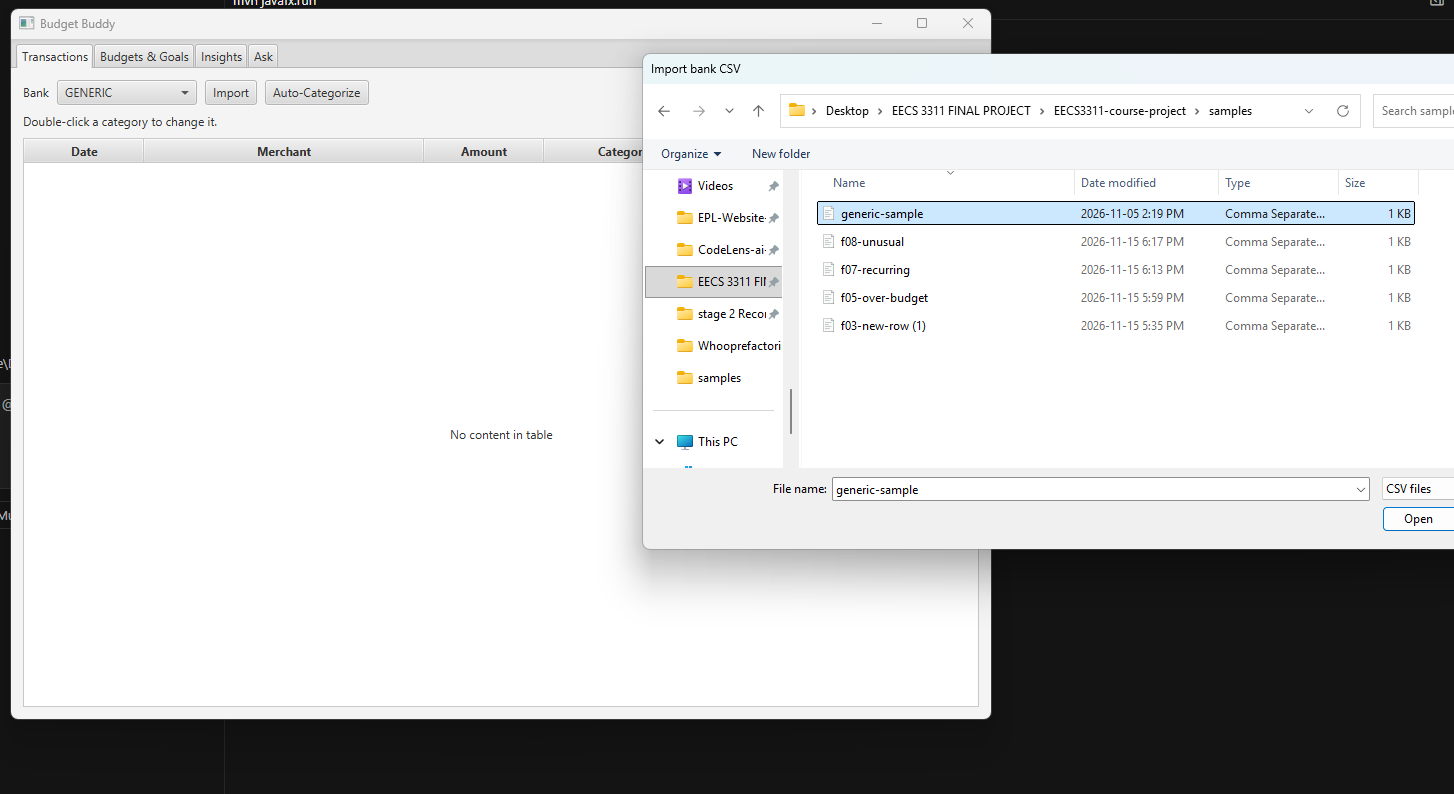 mvn javafx:run
Budget Buddy
Transactions Budgets & Goals Insights Ask
Bank GENERIC Import Auto-Categorize
Double-click a category to change it.
Date Merchant Amount Categor
No content in table
Import bank CSV
Desktop EECS 3311 FINAL PROJECT EECS3311-course-project samples
Search sampl
Organize New folder
Videos
EPL-Website-
CodeLens-ai-
EECS 3311 FI
stage 2 Reco
Whooprefactori
samples
This PC
Name Date modified Type Size
generic-sample 2026-11-05 2:19 PM Comma Separate... 1 KB
f08-unusual 2026-11-15 6:17 PM Comma Separate... 1 KB
f07-recurring 2026-11-15 6:13 PM Comma Separate... 1 KB
f05-over-budget 2026-11-15 5:59 PM Comma Separate... 1 KB
f03-new-row (1) 2026-11-15 5:35 PM Comma Separate... 1 KB
File name: generic-sample CSV files
Open